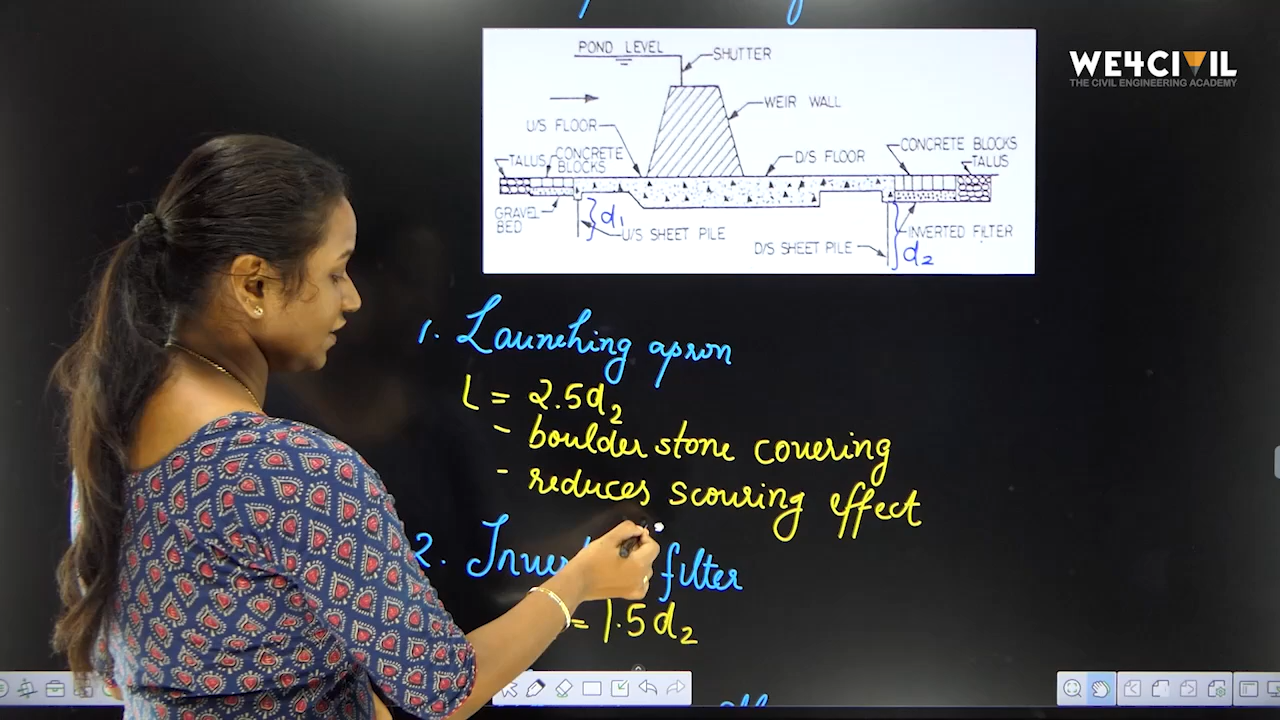 WE4CIVIL
THE CIVIL ENGINEERING ACADEMY
POND LEVEL
SHUTTER
WEIR WALL
U/S FLOOR
CONCRETE BLOCKS
TALUS
CONCRETE
BLOCKS
D/S FLOOR
TALUS
GRAVEL
BED
d1
U/S SHEET PILE
D/S SHEET PILE
d2
INVERTED FILTER
1. Launching apron
L = 2.5d2
- boulder stone covering
- reduces scouring effect
2. filter
= 1.5d2